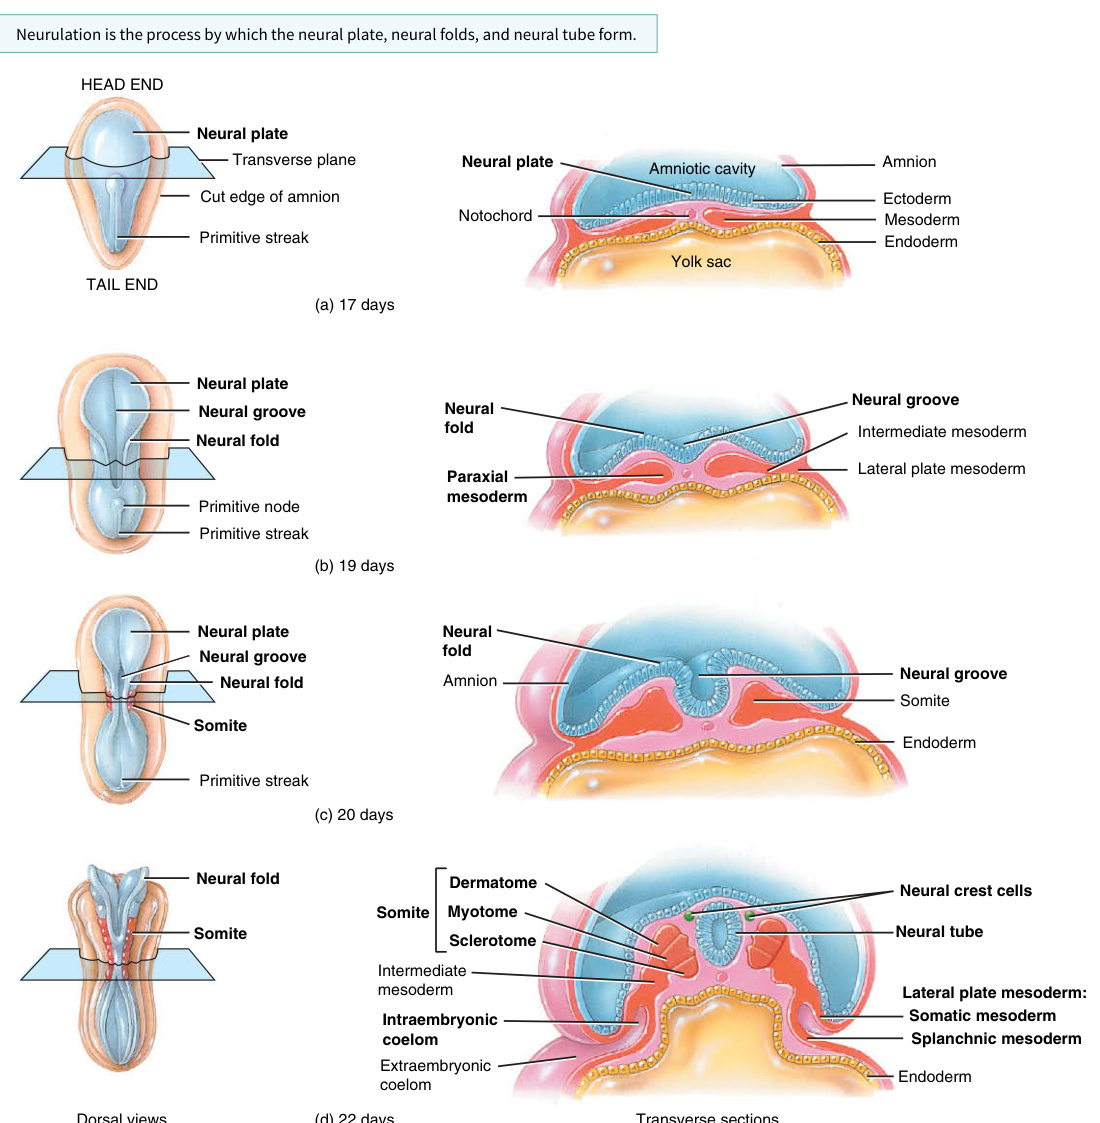 Neurulation is the process by which the neural plate, neural folds, and neural tube form.
HEAD END
Neural plate
Transverse plane
Cut edge of amnion
Primitive streak
TAIL END
Neural plate
Amniotic cavity
Amnion
Notochord
Ectoderm
Mesoderm
Endoderm
Yolk sac
(a) 17 days
Neural plate
Neural groove
Neural fold
Primitive node
Primitive streak
Neural
fold
Neural groove
Intermediate mesoderm
Paraxial
mesoderm
Lateral plate mesoderm
(b) 19 days
Neural plate
Neural groove
Neural fold
Somite
Primitive streak
Neural
fold
Amnion
Neural groove
Somite
Endoderm
(c) 20 days
Neural fold
Somite
Somite
Dermatome
Myotome
Sclerotome
Intermediate
mesoderm
Intraembryonic
coelom
Extraembryonic
coelom
Neural crest cells
Neural tube
Lateral plate mesoderm:
Somatic mesoderm
Splanchnic mesoderm
Endoderm
Dorsal views
(d) 22 days
Transverse sections